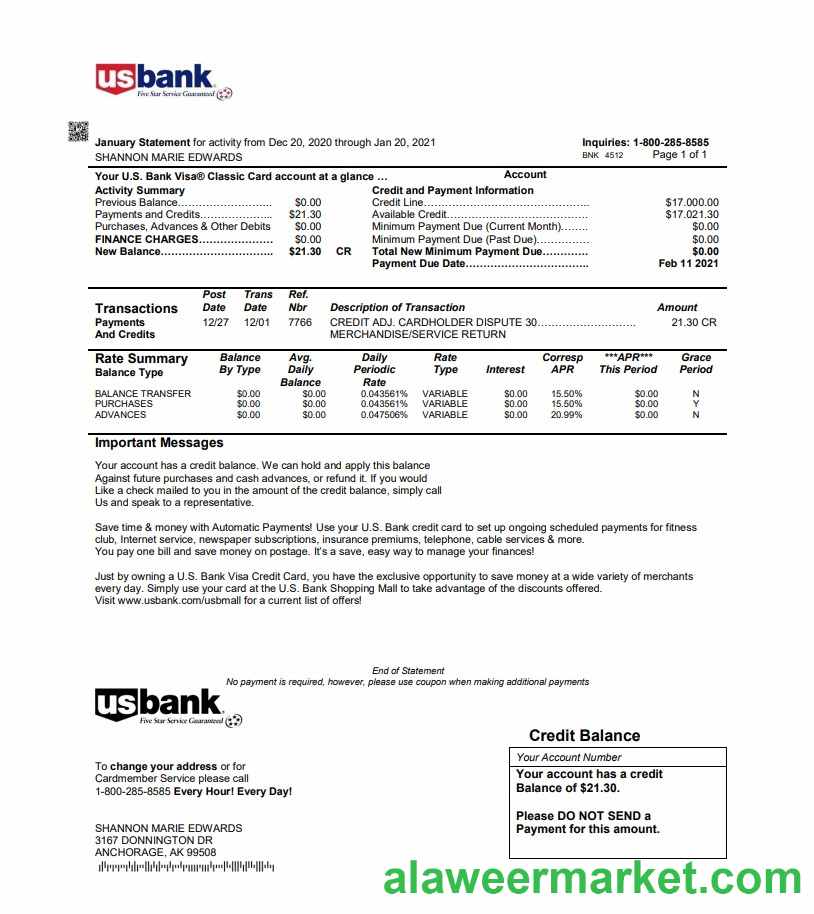 usbank
Five Star Service Guaranteed
January Statement for activity from Dec 20, 2020 through Jan 20, 2021 Inquiries: 1-800-285-8585
SHANNON MARIE EDWARDS BNK 4512 Page 1 of 1
Your U.S. Bank Visa® Classic Card account at a glance … Account
Activity Summary Credit and Payment Information
Previous Balance…………………….. $0.00 Credit Line……………………………………………….. $17.000.00
Payments and Credits……………….. $21.30 Available Credit………………………………………. $17.021.30
Purchases, Advances & Other Debits $0.00 Minimum Payment Due (Current Month)…….. $0.00
FINANCE CHARGES………………… $0.00 Minimum Payment Due (Past Due)…………… $0.00
New Balance……………………….. $21.30 CR Total New Minimum Payment Due…………. $0.00
Payment Due Date…………………………….. Feb 11 2021
Post Trans Ref.
Transactions Date Date Nbr Description of Transaction Amount
Payments 12/27 12/01 7766 CREDIT ADJ. CARDHOLDER DISPUTE 30………………………. 21.30 CR
And Credits MERCHANDISE/SERVICE RETURN
Rate Summary Balance Avg. Daily Rate Corresp ***APR*** Grace
Balance Type By Type Daily Periodic Type Interest APR This Period Period
Balance Rate
BALANCE TRANSFER $0.00 $0.00 0.043561% VARIABLE $0.00 15.50% $0.00 N
PURCHASES $0.00 $0.00 0.043561% VARIABLE $0.00 15.50% $0.00 Y
ADVANCES $0.00 $0.00 0.047506% VARIABLE $0.00 20.99% $0.00 N
Important Messages
Your account has a credit balance. We can hold and apply this balance
Against future purchases and cash advances, or refund it. If you would
Like a check mailed to you in the amount of the credit balance, simply call
Us and speak to a representative.
Save time & money with Automatic Payments! Use your U.S. Bank credit card to set up ongoing scheduled payments for fitness
club, Internet service, newspaper subscriptions, insurance premiums, telephone, cable services & more.
You pay one bill and save money on postage. It's a save, easy way to manage your finances!
Just by owning a U.S. Bank Visa Credit Card, you have the exclusive opportunity to save money at a wide variety of merchants
every day. Simply use your card at the U.S. Bank Shopping Mall to take advantage of the discounts offered.
Visit www.usbank.com/usbmall for a current list of offers!
End of Statement
No payment is required, however, please use coupon when making additional payments
usbank
Five Star Service Guaranteed
Credit Balance
Your Account Number
To change your address or for
Cardmember Service please call
1-800-285-8585 Every Hour! Every Day!
Your account has a credit
Balance of $21.30.
Please DO NOT SEND a
Payment for this amount.
SHANNON MARIE EDWARDS
3167 DONNINGTON DR
ANCHORAGE, AK 99508
alaweermarket.com